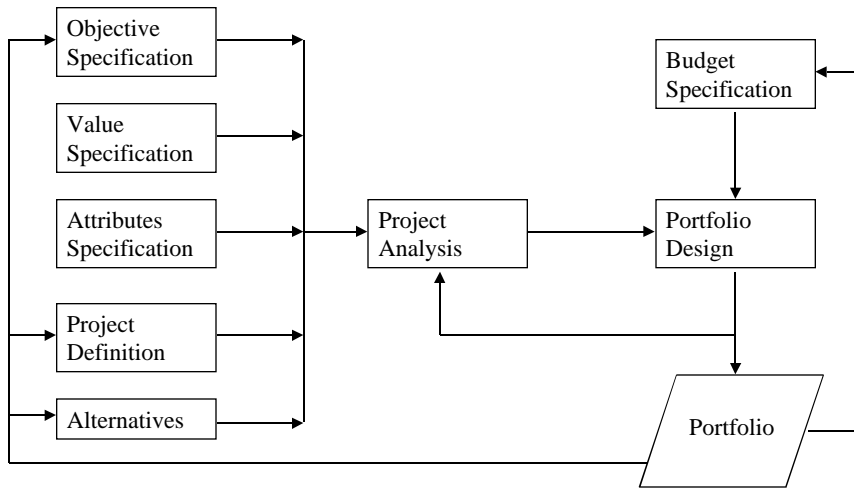 Objective
Specification
Value
Specification
Attributes
Specification
Project
Definition
Alternatives
Project
Analysis
Budget
Specification
Portfolio
Design
Portfolio